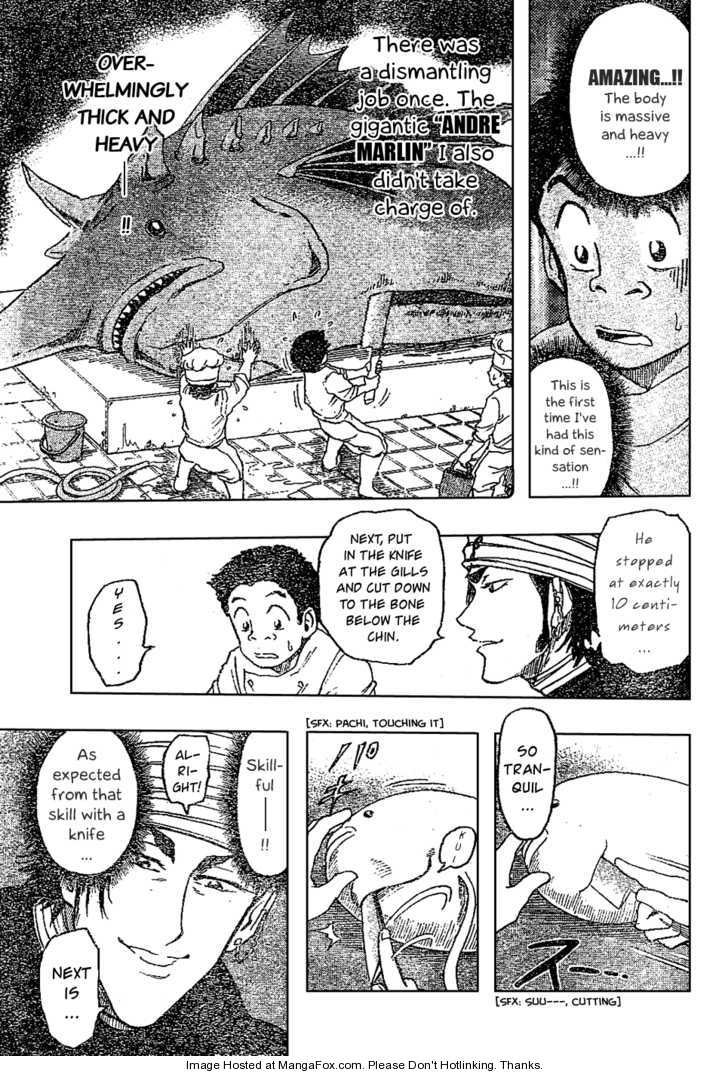 AMAZING...!!
The body
is massive
and heavy
...!!
This is
the first
time I've
had this
kind of sen-
sation
...!!
There was
a dismantling
job once. The
gigantic "ANDRE
MARLIN" I also
didn't take
charge of.
OVER-
WHELMINGLY
THICK AND
HEAVY
—
!!
He
stopped
at exactly
10 centi-
meters
...
NEXT, PUT
IN THE KNIFE
AT THE GILLS
AND CUT DOWN
TO THE BONE
BELOW THE
CHIN.
YES...
SO
TRAN-
QUIL
...
スー
[SFX: SUU---, CUTTING]
[SFX: PACHI, TOUCHING IT]
KU
Skill-
ful
—
!!
AL-
RI-
GHT!
As
expected
from that
skill with a
knife
...
NEXT
IS
...
Image Hosted at MangaFox.com. Please Don't Hotlinking. Thanks.